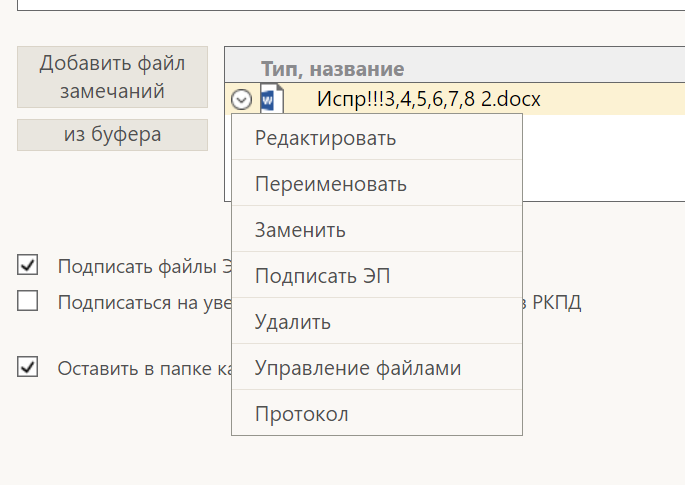 Добавить файл
замечаний
из буфера
Тип, название
Испр!!!3,4,5,6,7,8 2.docx
Редактировать
Переименовать
Заменить
Подписать ЭП
Удалить
Управление файлами
Протокол
Подписать файлы Э
Подписаться на уве
в РКПД
Оставить в папке ка